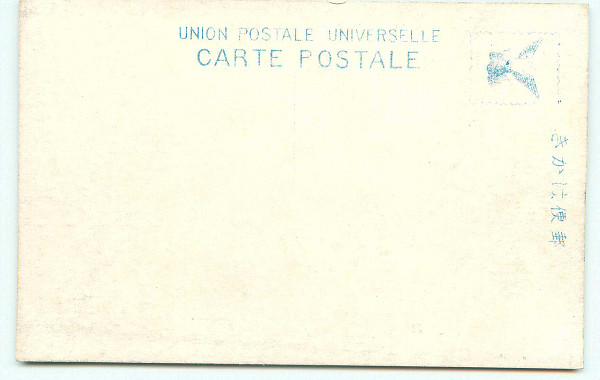 UNION POSTALE UNIVERSELLE
CARTE POSTALE
郵便はかき